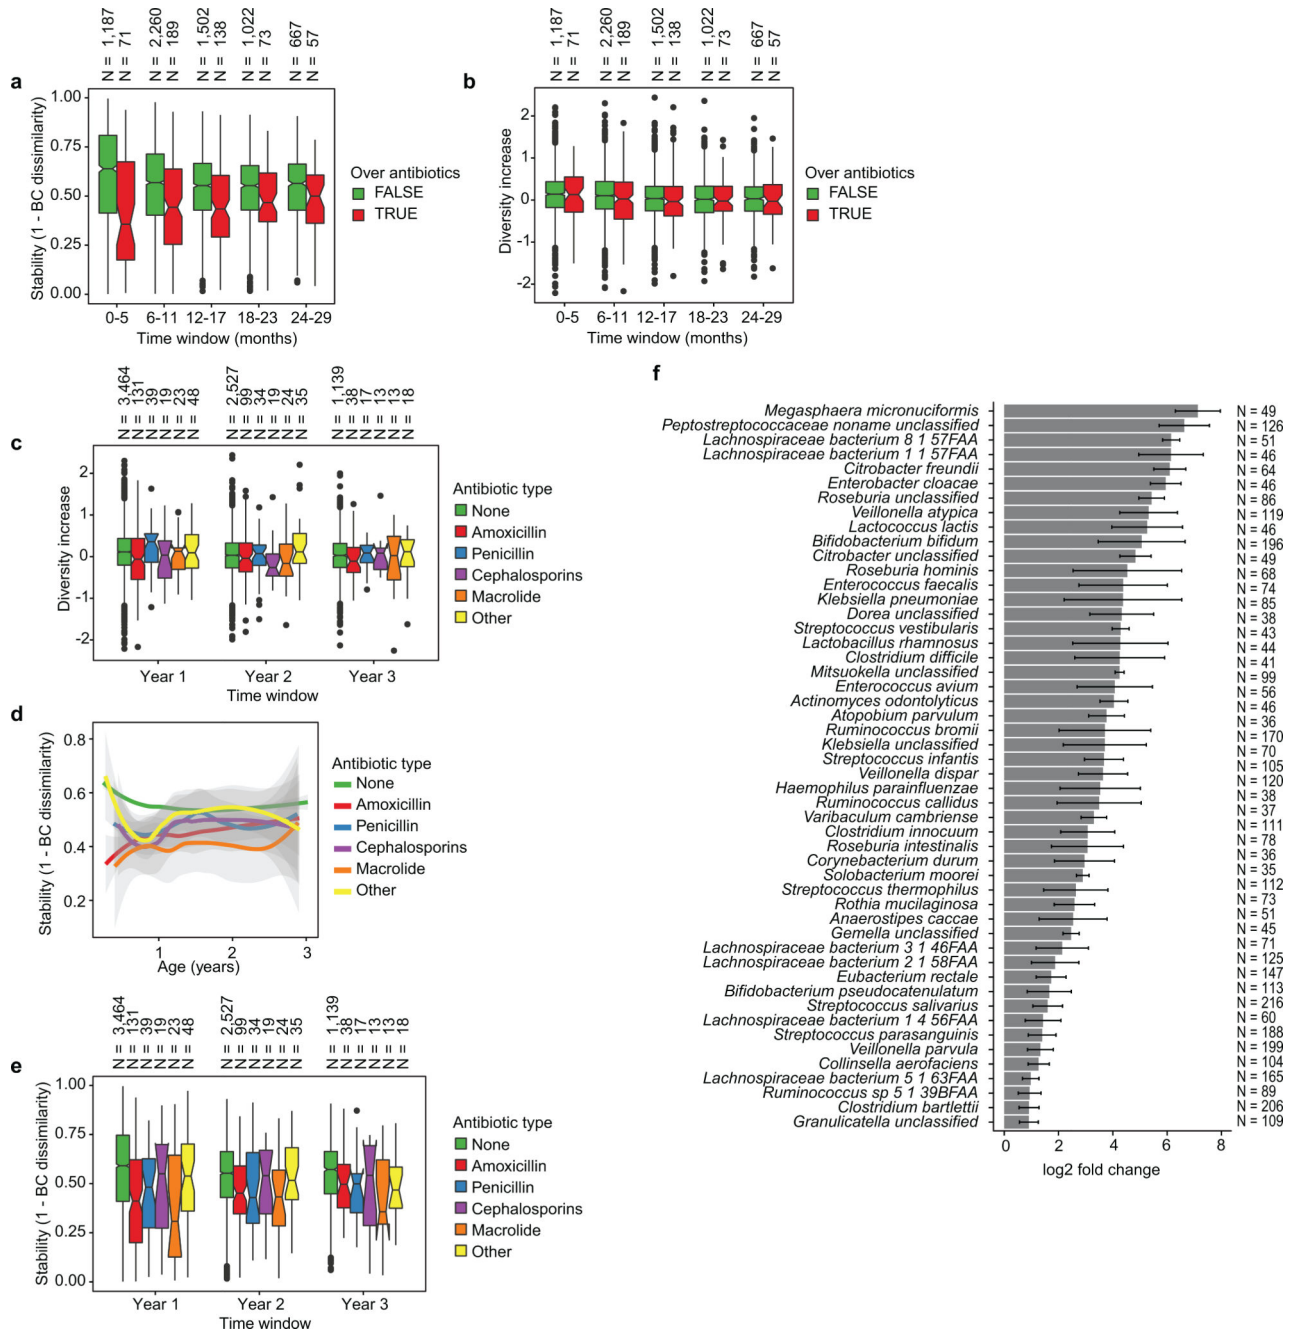 a
N = 1,187
N = 71
N = 2,260
N = 189
N = 1,502
N = 138
N = 1,022
N = 73
N = 667
N = 57
Stability (1 - BC dissimilarity)
1.00
0.75
0.50
0.25
0.00
0-5
6-11
12-17
18-23
24-29
Time window (months)
Over antibiotics
FALSE
TRUE
b
N = 1,187
N = 71
N = 2,260
N = 189
N = 1,502
N = 138
N = 1,022
N = 73
N = 667
N = 57
Diversity increase
2
1
0
-1
-2
0-5
6-11
12-17
18-23
24-29
Time window (months)
Over antibiotics
FALSE
TRUE
c
N = 3,464
N = 131
N = 39
N = 19
N = 23
N = 48
N = 2,527
N = 99
N = 34
N = 19
N = 24
N = 35
N = 1,139
N = 38
N = 17
N = 13
N = 13
N = 18
Diversity increase
2
1
0
-1
-2
Year 1
Year 2
Year 3
Time window
Antibiotic type
None
Amoxicillin
Penicillin
Cephalosporins
Macrolide
Other
d
Stability (1 - BC dissimilarity)
0.8
0.6
0.4
0.2
1
2
3
Age (years)
Antibiotic type
None
Amoxicillin
Penicillin
Cephalosporins
Macrolide
Other
e
N = 3,464
N = 131
N = 39
N = 19
N = 23
N = 48
N = 2,527
N = 99
N = 34
N = 19
N = 24
N = 35
N = 1,139
N = 38
N = 17
N = 13
N = 13
N = 18
Stability (1 - BC dissimilarity)
1.00
0.75
0.50
0.25
0.00
Year 1
Year 2
Year 3
Time window
Antibiotic type
None
Amoxicillin
Penicillin
Cephalosporins
Macrolide
Other
f
Megasphaera micronuciformis
Peptostreptococcaceae noname unclassified
Lachnospiraceae bacterium 8 1 57FAA
Lachnospiraceae bacterium 1 1 57FAA
Citrobacter freundii
Enterobacter cloacae
Roseburia unclassified
Veillonella atypica
Lactococcus lactis
Bifidobacterium bifidum
Citrobacter unclassified
Roseburia hominis
Enterococcus faecalis
Klebsiella pneumoniae
Dorea unclassified
Streptococcus vestibularis
Lactobacillus rhamnosus
Clostridium difficile
Mitsuokella unclassified
Enterococcus avium
Actinomyces odontolyticus
Atopobium parvulum
Ruminococcus bromii
Klebsiella unclassified
Streptococcus infantis
Veillonella dispar
Haemophilus parainfluenzae
Ruminococcus callidus
Varibaculum cambriense
Clostridium innocuum
Roseburia intestinalis
Corynebacterium durum
Solobacterium moorei
Streptococcus thermophilus
Rothia mucilaginosa
Anaerostipes caccae
Gemella unclassified
Lachnospiraceae bacterium 3 1 46FAA
Lachnospiraceae bacterium 2 1 58FAA
Eubacterium rectale
Bifidobacterium pseudocatenulatum
Streptococcus salivarius
Lachnospiraceae bacterium 1 4 56FAA
Streptococcus parasanguinis
Veillonella parvula
Collinsella aerofaciens
Lachnospiraceae bacterium 5 1 63FAA
Ruminococcus sp 5 1 39BFAA
Clostridium bartlettii
Granulicatella unclassified
N = 49
N = 126
N = 51
N = 46
N = 64
N = 46
N = 86
N = 119
N = 46
N = 196
N = 49
N = 68
N = 74
N = 85
N = 38
N = 43
N = 44
N = 41
N = 99
N = 56
N = 46
N = 36
N = 170
N = 70
N = 105
N = 120
N = 38
N = 37
N = 111
N = 78
N = 36
N = 35
N = 112
N = 73
N = 51
N = 45
N = 71
N = 125
N = 147
N = 113
N = 216
N = 60
N = 188
N = 199
N = 104
N = 165
N = 89
N = 206
N = 109
0
2
4
6
8
log2 fold change